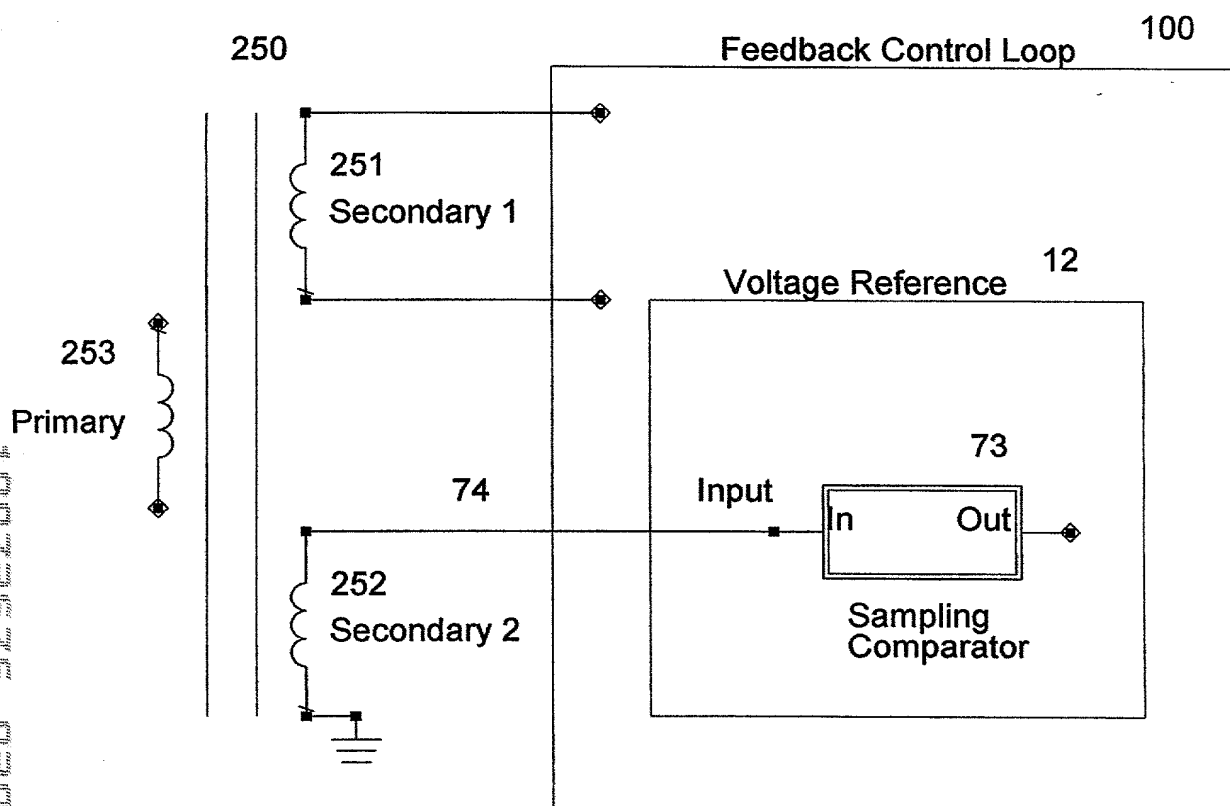 100
250
Feedback Control Loop
251
Secondary 1
12
Voltage Reference
253
Primary
73
74
Input
In
Out
252
Secondary 2
Sampling
Comparator